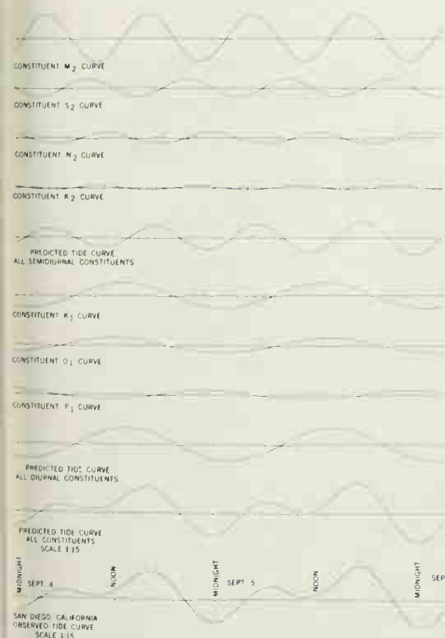 CONSTITUENT M2 CURVE
CONSTITUENT S2 CURVE
CONSTITUENT N2 CURVE
CONSTITUENT K2 CURVE
PREDICTED TIDE CURVE
ALL SEMIDIURNAL CONSTITUENTS
CONSTITUENT K1 CURVE
CONSTITUENT O1 CURVE
CONSTITUENT P1 CURVE
PREDICTED TIDE CURVE
ALL DIURNAL CONSTITUENTS
PREDICTED TIDE CURVE
ALL CONSTITUENTS
SCALE 1:15
MIDNIGHT
SEPT. 4
NOON
MIDNIGHT
SEPT 5
NOON
MIDNIGHT
SEP
SAN DIEGO CALIFORNIA
OBSERVED TIDE CURVE
SCALE 1:15